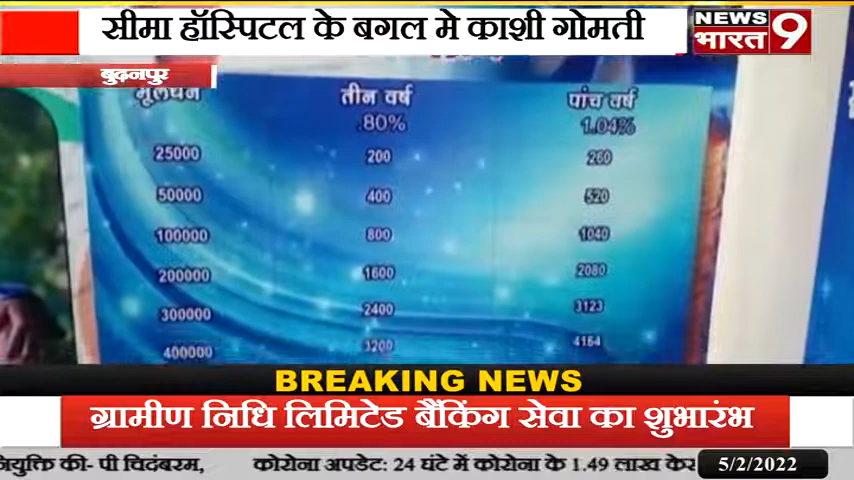 सीमा हॉस्पिटल के बगल मे काशी गोमती
NEWS
भारत 9
बुढ़नपुर
मूलधन तीन वर्ष पांच वर्ष
.80% 1.04%
25000 200 260
50000 400 520
100000 800 1040
200000 1600 2080
300000 2400 3123
400000 3200 4164
BREAKING NEWS
ग्रामीण निधि लिमिटेड बैंकिंग सेवा का शुभारंभ
नियुक्ति की- पी चिदंबरम, कोरोना अपडेट: 24 घंटे में कोरोना के 1.49 लाख केस
5/2/2022